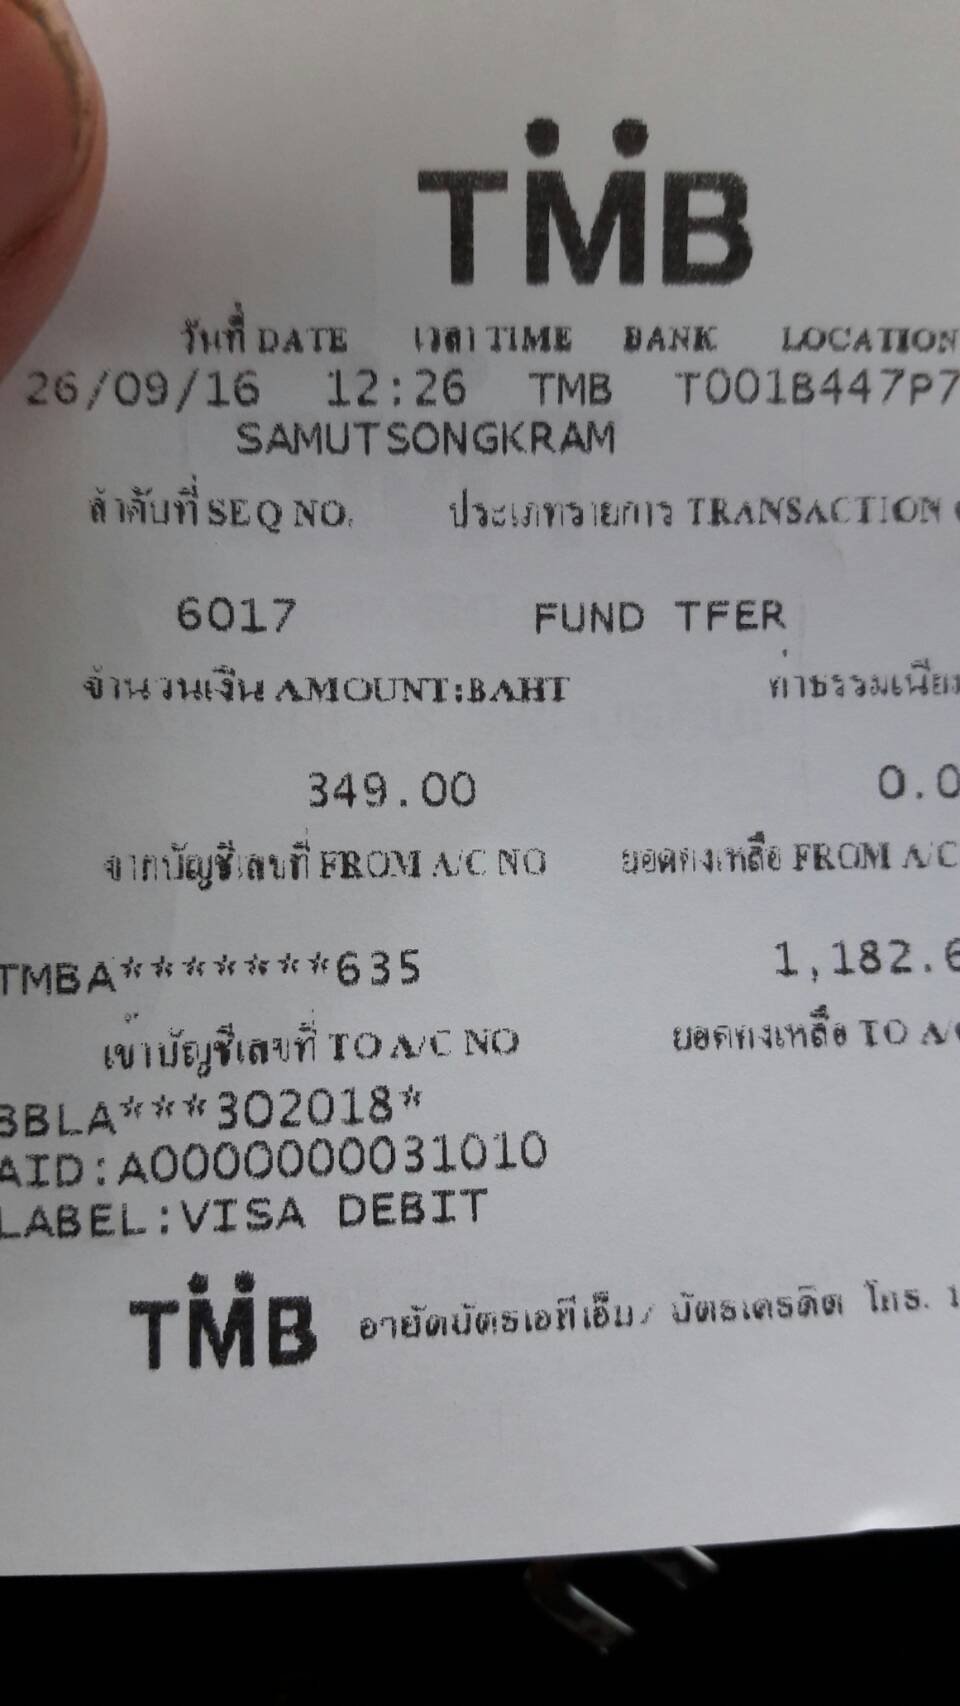 TMB
วันที่ DATE เวลา TIME BANK LOCATION
26/09/16 12:26 TMB T001B447P7
SAMUTSONGKRAM
ลำดับที่ SEQ NO. ประเภทรายการ TRANSACTION
6017 FUND TFER
จำนวนเงิน AMOUNT:BAHT ค่าธรรมเนียม
349.00 0.0
จากบัญชีเลขที่ FROM A/C NO ยอดคงเหลือ FROM A/C
TMBA*******635 1,182.6
เข้าบัญชีเลขที่ TO A/C NO ยอดคงเหลือ TO A/C
BBLA***302018*
AID:A0000000031010
LABEL:VISA DEBIT
TMB อายัดบัตรเอทีเอ็ม/ บัตรเครดิต โทร. 1